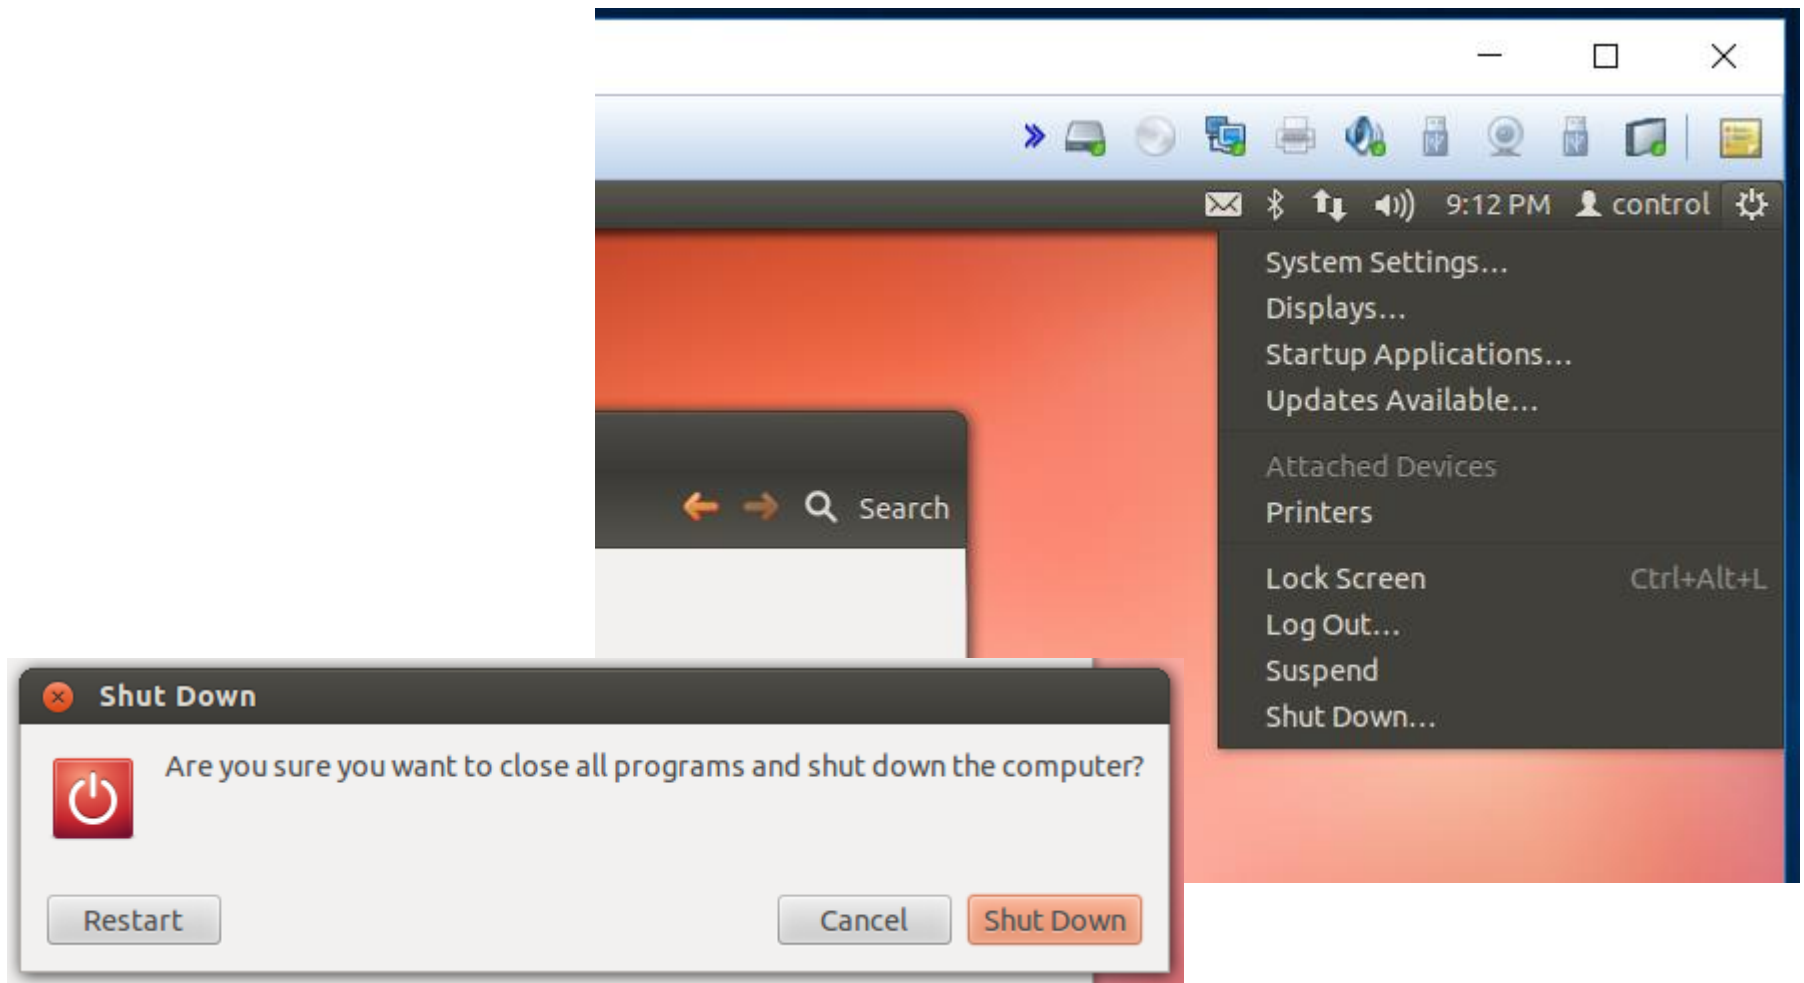 9:12 PM control
System Settings...
Displays...
Startup Applications...
Updates Available...
Attached Devices
Search
Printers
Lock Screen Ctrl+Alt+L
Log Out...
Suspend
Shut Down...
Shut Down
Are you sure you want to close all programs and shut down the computer?
Restart Cancel Shut Down